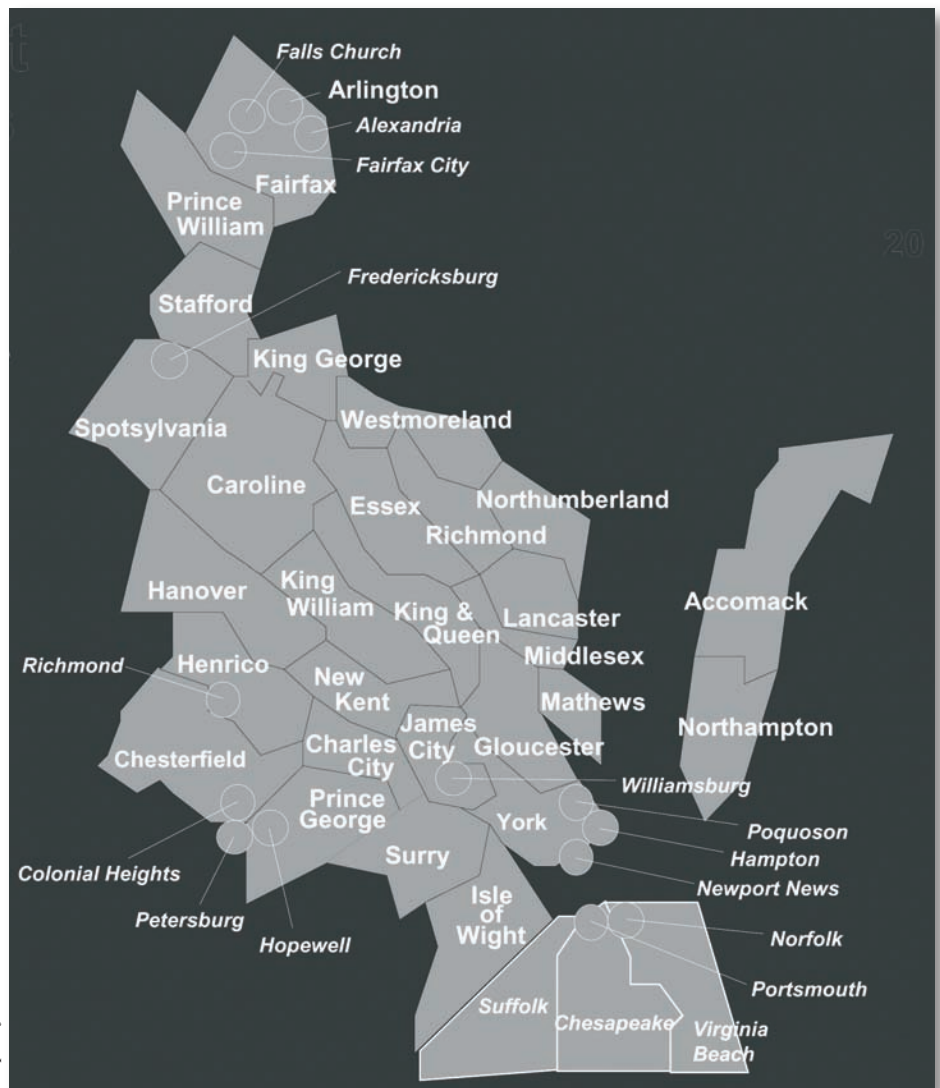 Falls Church
Arlington
Alexandria
Fairfax City
Fairfax
Prince
William
20
Fredericksburg
Stafford
King George
Westmoreland
Spotsylvania
Caroline
Essex
Northumberland
Richmond
Hanover
King
William
King &
Queen
Lancaster
Accomack
Middlesex
Richmond
Henrico
New
Kent
Mathews
James
City
Gloucester
Northampton
Chesterfield
Charles
City
Williamsburg
Prince
George
York
Poquoson
Hampton
Surry
Colonial Heights
Newport News
Petersburg
Hopewell
Isle
of
Wight
Norfolk
Portsmouth
Suffolk
Chesapeake
Virginia
Beach